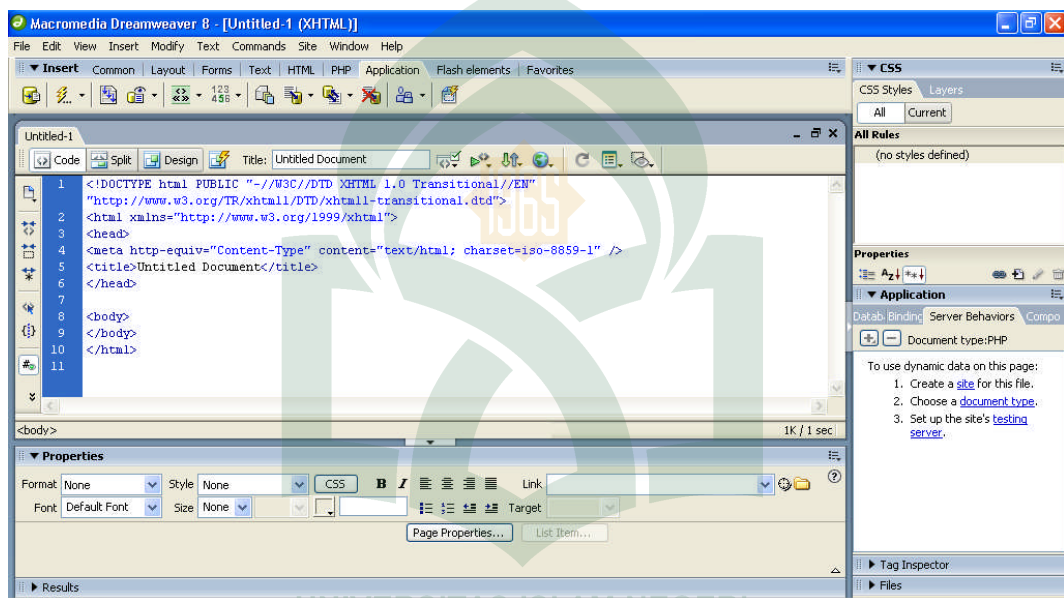 Macromedia Dreamweaver 8 - [Untitled-1 (XHTML)]
File Edit View Insert Modify Text Commands Site Window Help
Insert Common Layout Forms Text HTML PHP Application Flash elements Favorites
Untitled-1
Code Split Design Title: Untitled Document
1 <!DOCTYPE html PUBLIC "-//W3C//DTD XHTML 1.0 Transitional//EN"
"http://www.w3.org/TR/xhtml1/DTD/xhtml1-transitional.dtd">
2 <html xmlns="http://www.w3.org/1999/xhtml">
3 <head>
4 <meta http-equiv="Content-Type" content="text/html; charset=iso-8859-1" />
5 <title>Untitled Document</title>
6 </head>
7
8 <body>
9 </body>
10 </html>
11
<body> 1K / 1 sec
Properties
Format None Style None CSS B I Link
Font Default Font Size None Target
Page Properties... List Item...
Results
CSS
CSS Styles Layers
All Current
All Rules
(no styles defined)
Properties
Application
Datab Binding Server Behaviors Compo
Document type:PHP
To use dynamic data on this page:
1. Create a site for this file.
2. Choose a document type.
3. Set up the site's testing
server.
Tag Inspector
Files
1965